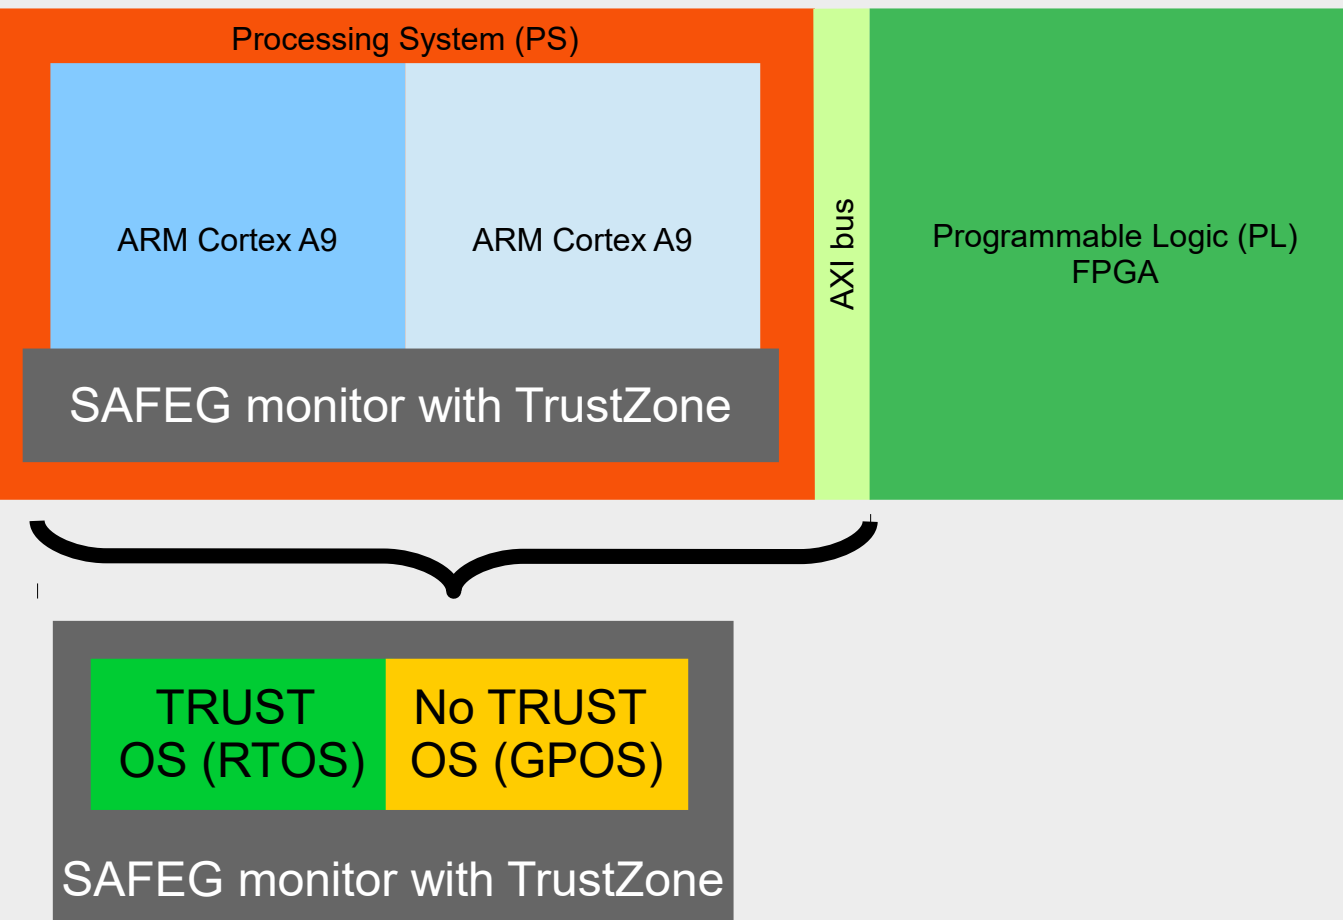 Processing System (PS)
ARM Cortex A9
ARM Cortex A9
AXI bus
Programmable Logic (PL)
FPGA
SAFEG monitor with TrustZone
TRUST
OS (RTOS)
No TRUST
OS (GPOS)
SAFEG monitor with TrustZone